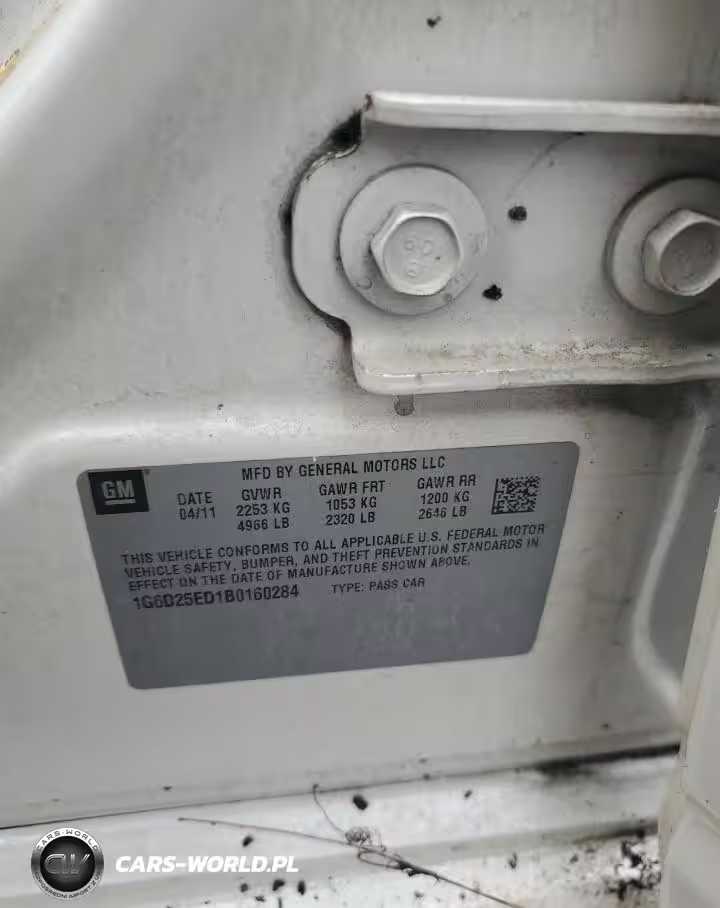 GM
MFD BY GENERAL MOTORS LLC
DATE GVWR GAWR FRT GAWR RR
04/11 2253 KG 1053 KG 1200 KG
4966 LB 2320 LB 2646 LB
THIS VEHICLE CONFORMS TO ALL APPLICABLE U.S. FEDERAL MOTOR
VEHICLE SAFETY, BUMPER, AND THEFT PREVENTION STANDARDS IN
EFFECT ON THE DATE OF MANUFACTURE SHOWN ABOVE.
1G6D25ED1B0160284 TYPE: PASS CAR
CARS-WORLD
CW
CARS-WORLD.PL